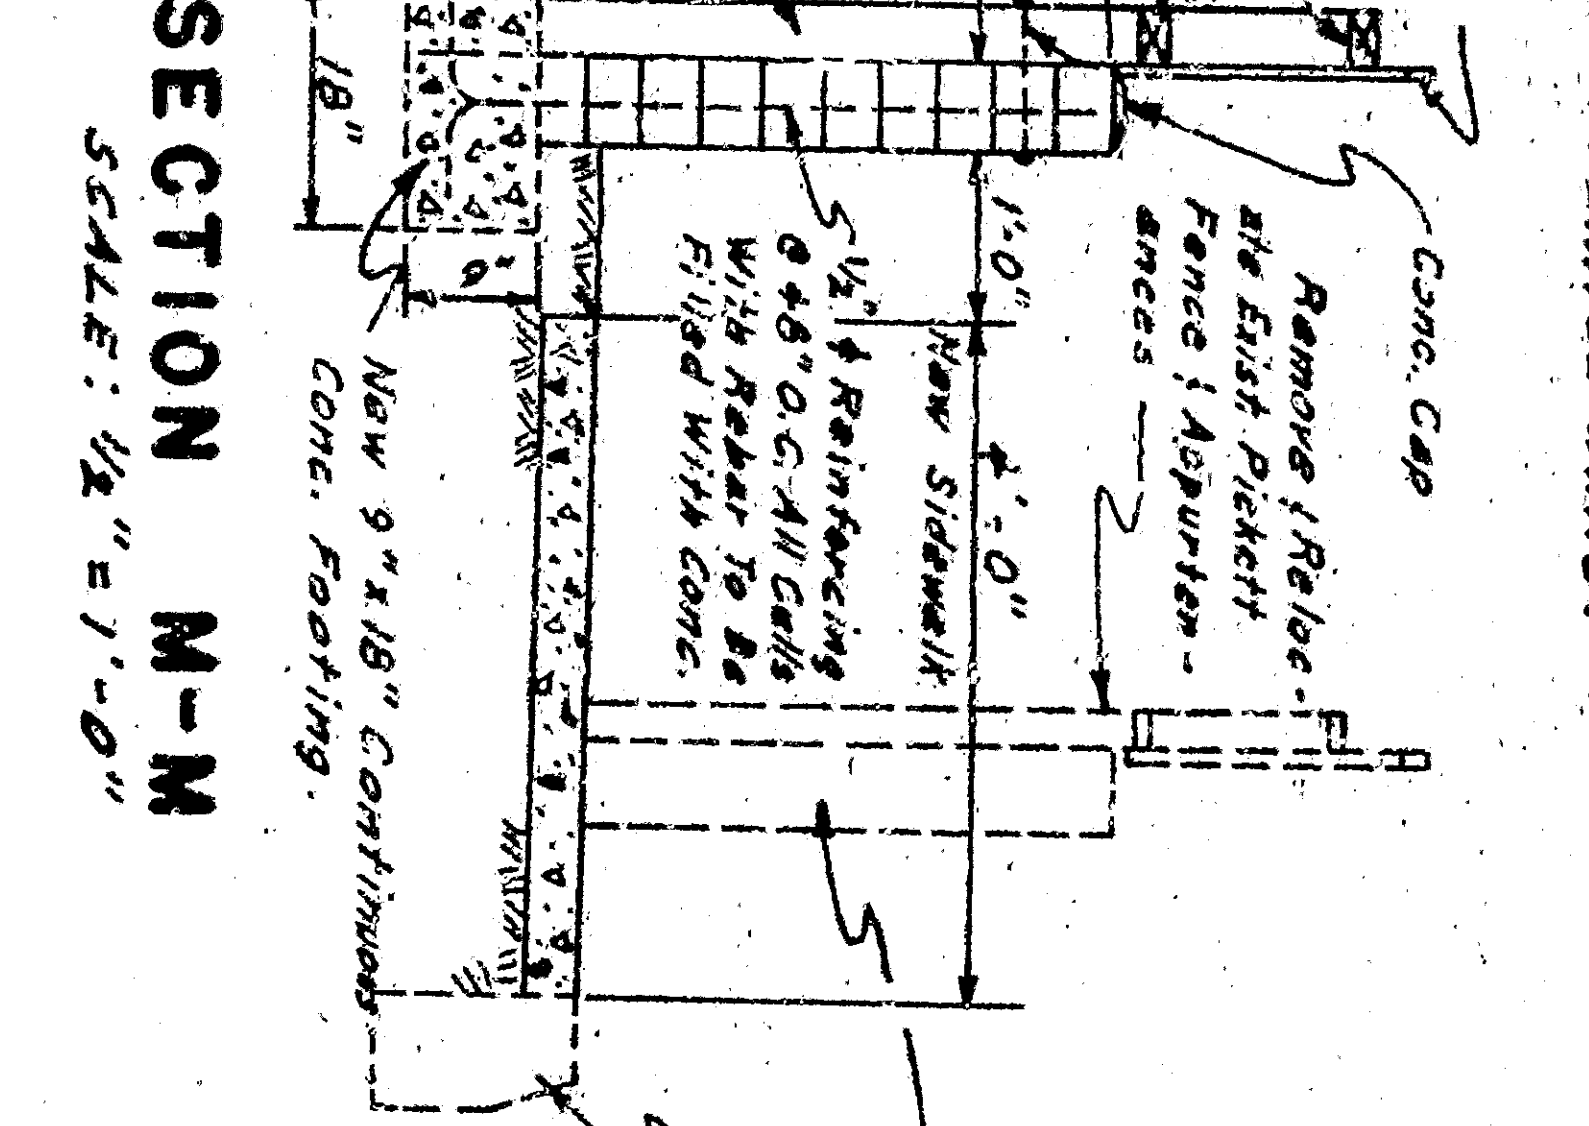 Conc. Cap
Remove & Reloc-
ate Exist. Pickett
Fence & Appurten-
ances
1'-0"
4'-0"
New Sidewalk
5 1/2" ϕ Reinforcing
@ 48" O.C. All Cells
With Rebar To Be
Filled With Conc.
9"
18"
New 9"x18" Continuous
Conc. Footing.
SECTION M-M
SCALE: 1/2"=1'-0"